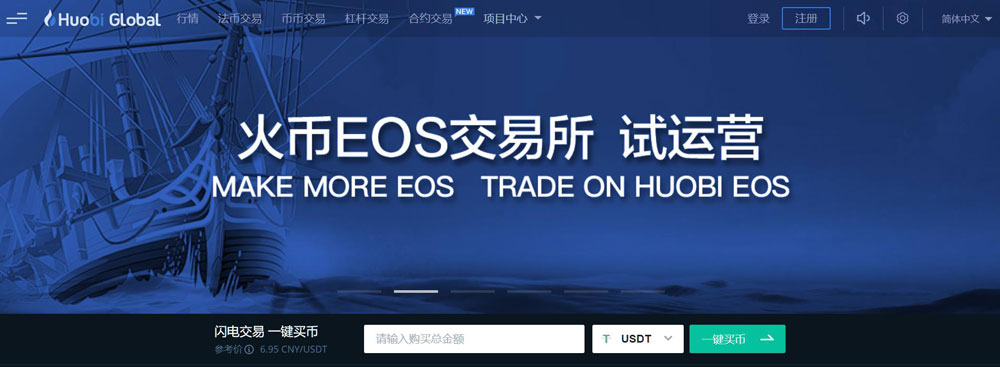 Huobi Global 行情 法币交易 币币交易 杠杆交易 合约交易 NEW 项目中心 登录 注册 简体中文
火币EOS交易所 试运营
MAKE MORE EOS TRADE ON HUOBI EOS
闪电交易 一键买币
参考价 6.95 CNY/USDT
请输入购买总金额
USDT
一键买币